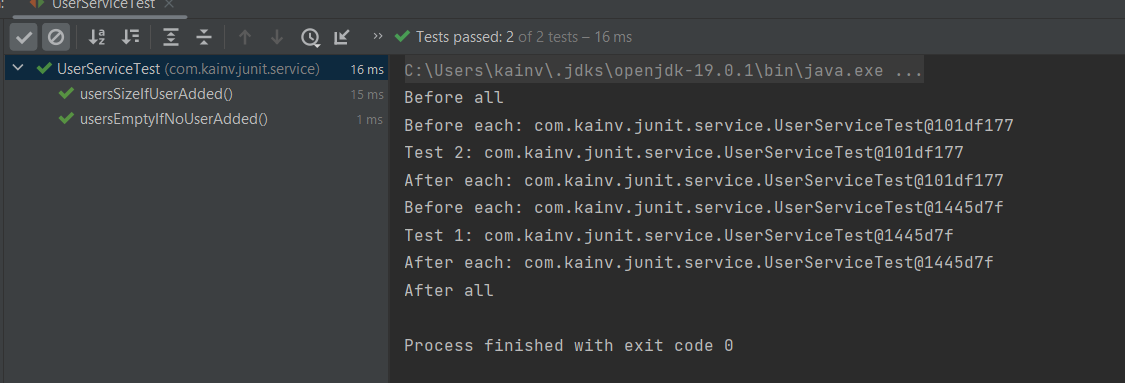 UserServiceTest
Tests passed: 2 of 2 tests – 16 ms
UserServiceTest (com.kainv.junit.service) 16 ms
usersSizeIfUserAdded() 15 ms
usersEmptyIfNoUserAdded() 1 ms
C:\Users\kainv\.jdks\openjdk-19.0.1\bin\java.exe ...
Before all
Before each: com.kainv.junit.service.UserServiceTest@101df177
Test 2: com.kainv.junit.service.UserServiceTest@101df177
After each: com.kainv.junit.service.UserServiceTest@101df177
Before each: com.kainv.junit.service.UserServiceTest@1445d7f
Test 1: com.kainv.junit.service.UserServiceTest@1445d7f
After each: com.kainv.junit.service.UserServiceTest@1445d7f
After all
Process finished with exit code 0